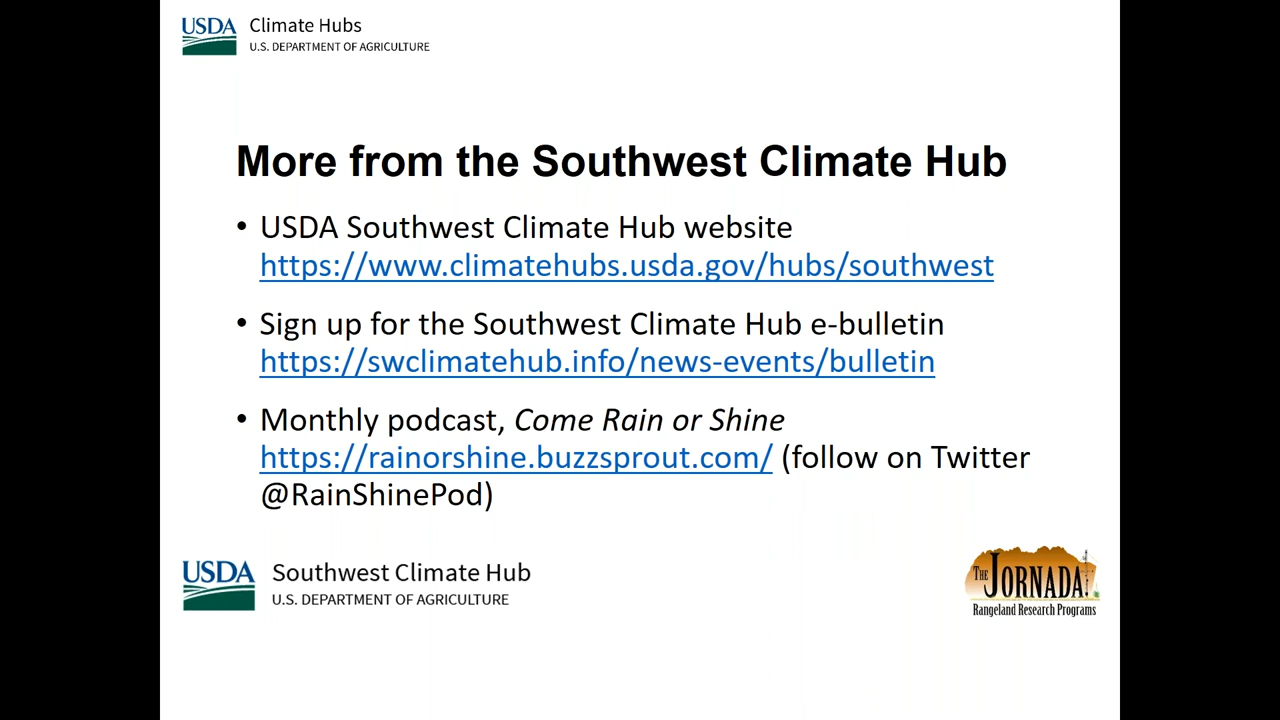 USDA Climate Hubs
U.S. DEPARTMENT OF AGRICULTURE
More from the Southwest Climate Hub
• USDA Southwest Climate Hub website
https://www.climatehubs.usda.gov/hubs/southwest
• Sign up for the Southwest Climate Hub e-bulletin
https://swclimatehub.info/news-events/bulletin
• Monthly podcast, Come Rain or Shine
https://rainorshine.buzzsprout.com/ (follow on Twitter
@RainShinePod)
USDA Southwest Climate Hub
U.S. DEPARTMENT OF AGRICULTURE
THE JORNADA
Rangeland Research Programs